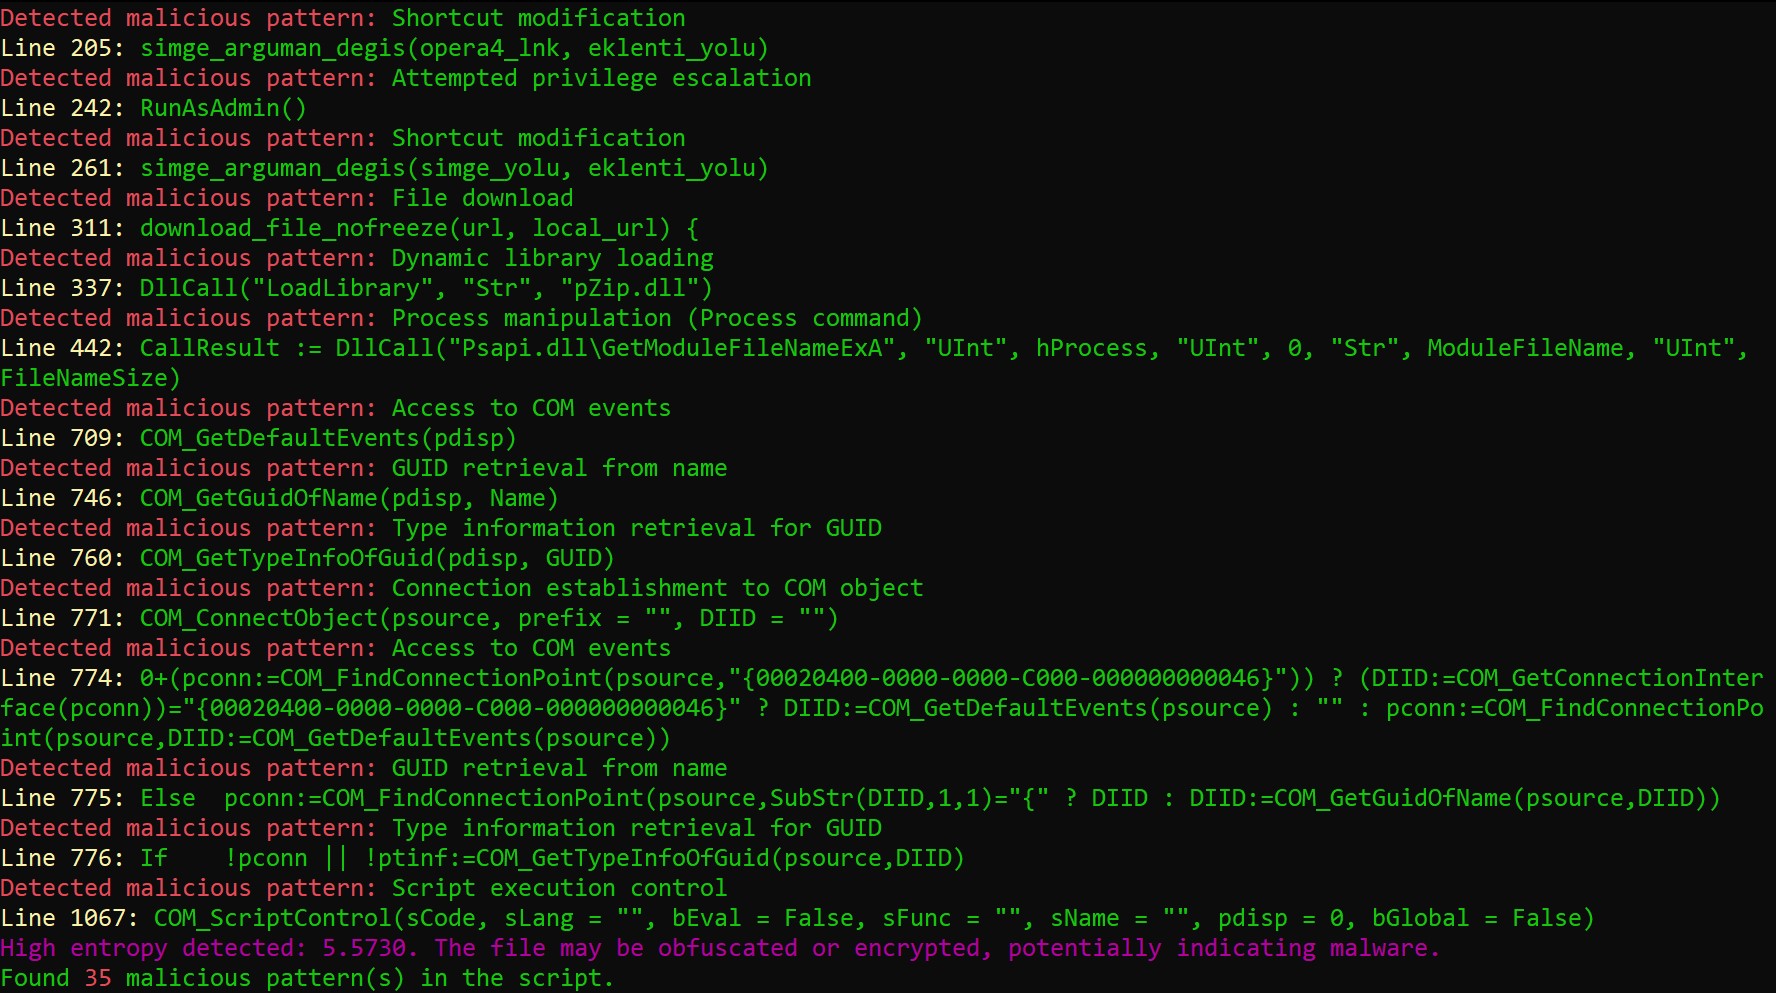 Detected malicious pattern: Shortcut modification
Line 205: simge_arguman_degis(opera4_lnk, eklenti_yolu)
Detected malicious pattern: Attempted privilege escalation
Line 242: RunAsAdmin()
Detected malicious pattern: Shortcut modification
Line 261: simge_arguman_degis(simge_yolu, eklenti_yolu)
Detected malicious pattern: File download
Line 311: download_file_nofreeze(url, local_url) {
Detected malicious pattern: Dynamic library loading
Line 337: DllCall("LoadLibrary", "Str", "pZip.dll")
Detected malicious pattern: Process manipulation (Process command)
Line 442: CallResult := DllCall("Psapi.dll\GetModuleFileNameExA", "UInt", hProcess, "UInt", 0, "Str", ModuleFileName, "UInt",
FileNameSize)
Detected malicious pattern: Access to COM events
Line 709: COM_GetDefaultEvents(pdisp)
Detected malicious pattern: GUID retrieval from name
Line 746: COM_GetGuidOfName(pdisp, Name)
Detected malicious pattern: Type information retrieval for GUID
Line 760: COM_GetTypeInfoOfGuid(pdisp, GUID)
Detected malicious pattern: Connection establishment to COM object
Line 771: COM_ConnectObject(psource, prefix = "", DIID = "")
Detected malicious pattern: Access to COM events
Line 774: 0+(pconn:=COM_FindConnectionPoint(psource,"{00020400-0000-0000-C000-000000000046}")) ? (DIID:=COM_GetConnectionInter
face(pconn))="{00020400-0000-0000-C000-000000000046}" ? DIID:=COM_GetDefaultEvents(psource) : "" : pconn:=COM_FindConnectionPo
int(psource,DIID:=COM_GetDefaultEvents(psource))
Detected malicious pattern: GUID retrieval from name
Line 775: Else  pconn:=COM_FindConnectionPoint(psource,SubStr(DIID,1,1)="{" ? DIID : DIID:=COM_GetGuidOfName(psource,DIID))
Detected malicious pattern: Type information retrieval for GUID
Line 776: If    !pconn || !ptinf:=COM_GetTypeInfoOfGuid(psource,DIID)
Detected malicious pattern: Script execution control
Line 1067: COM_ScriptControl(sCode, sLang = "", bEval = False, sFunc = "", sName = "", pdisp = 0, bGlobal = False)
High entropy detected: 5.5730. The file may be obfuscated or encrypted, potentially indicating malware.
Found 35 malicious pattern(s) in the script.